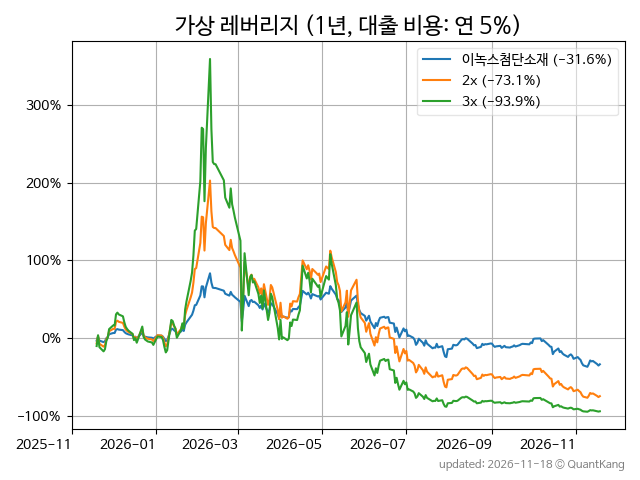 가상 레버리지 (1년, 대출 비용: 연 5%)
이녹스첨단소재 (−31.6%)
2x (−73.1%)
3x (−93.9%)
300%
200%
100%
0%
−100%
2025-11
2026-01
2026-03
2026-05
2026-07
2026-09
2026-11
updated: 2026-11-18 © QuantKang